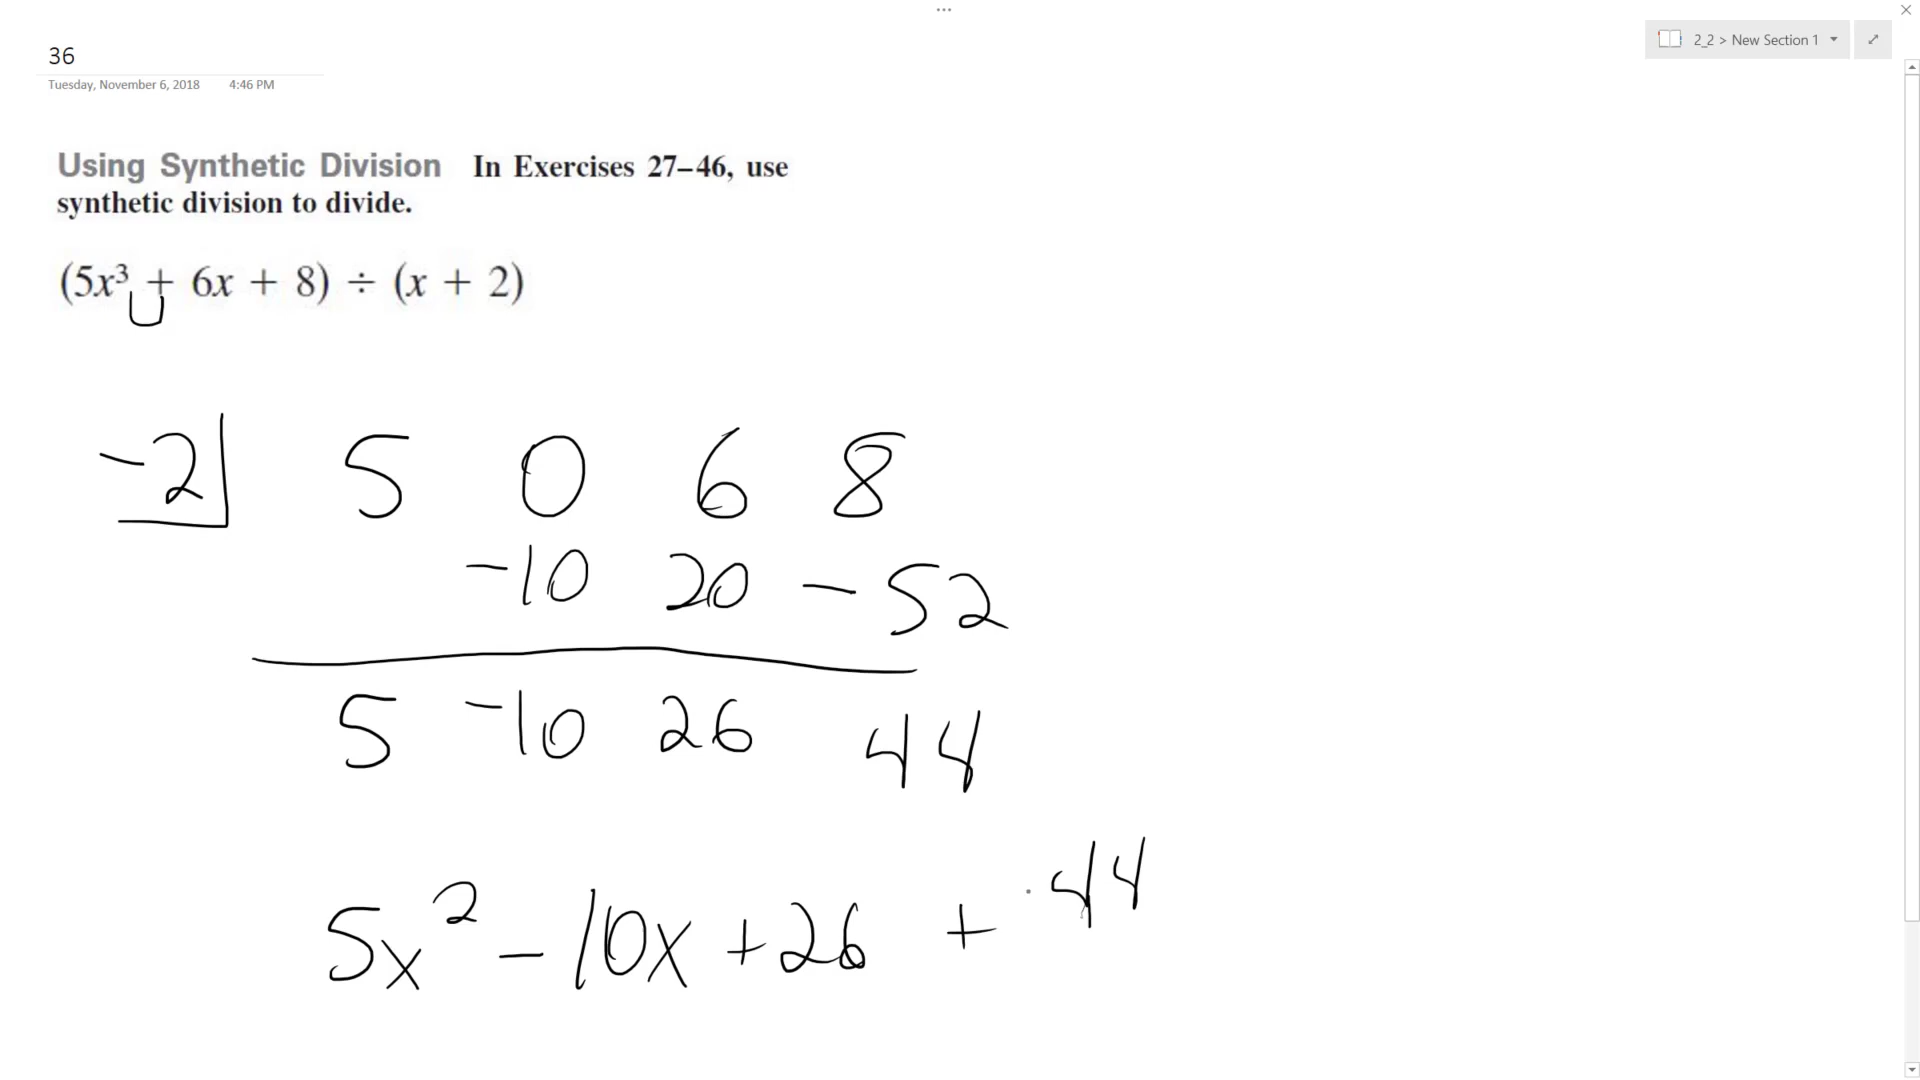 2_2 > New Section 1
36
Tuesday, November 6, 2018 4:46 PM
Using Synthetic Division In Exercises 27–46, use
synthetic division to divide.
(5x³ + 6x + 8) ÷ (x + 2)
-2 5 0 6 8
-10 20 -52
5 -10 26 44
5x² - 10x + 26 + 44